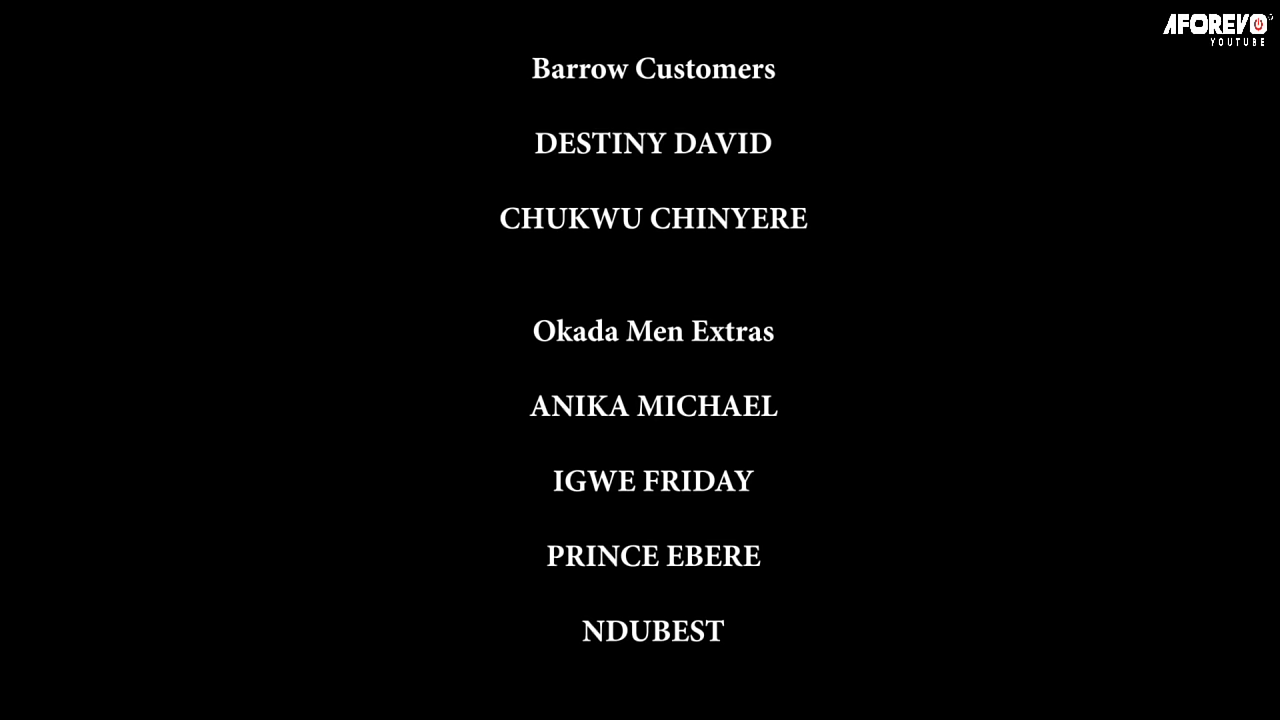 AFOREVO
YOUTUBE
Barrow Customers
DESTINY DAVID
CHUKWU CHINYERE
Okada Men Extras
ANIKA MICHAEL
IGWE FRIDAY
PRINCE EBERE
NDUBEST